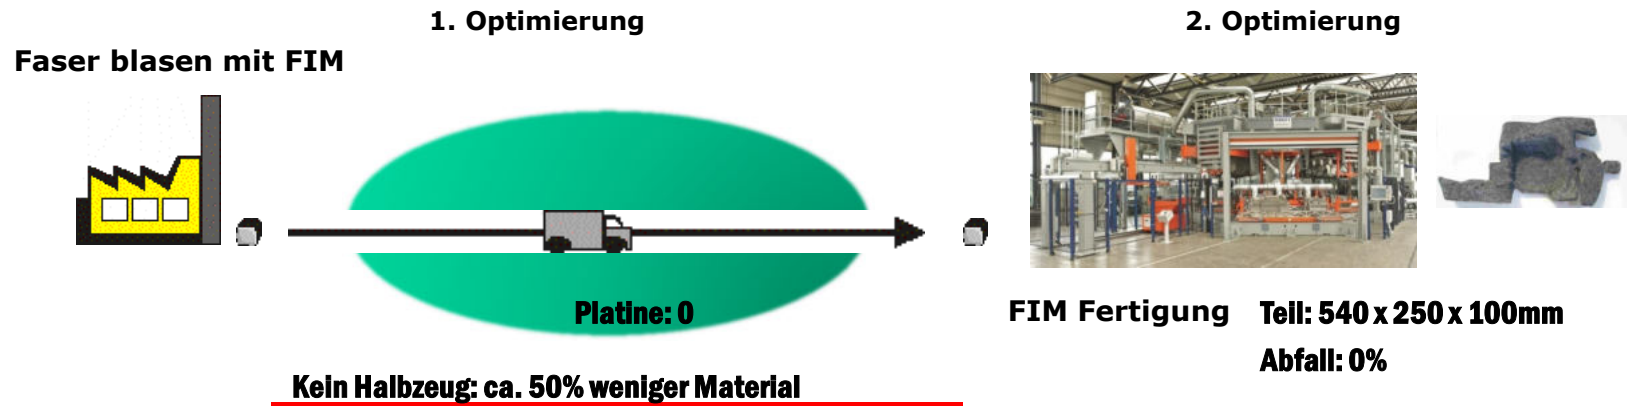 1. Optimierung
2. Optimierung
Faser blasen mit FIM
Platine: 0
FIM Fertigung
Teil: 540 x 250 x 100mm
Abfall: 0%
Kein Halbzeug: ca. 50% weniger Material